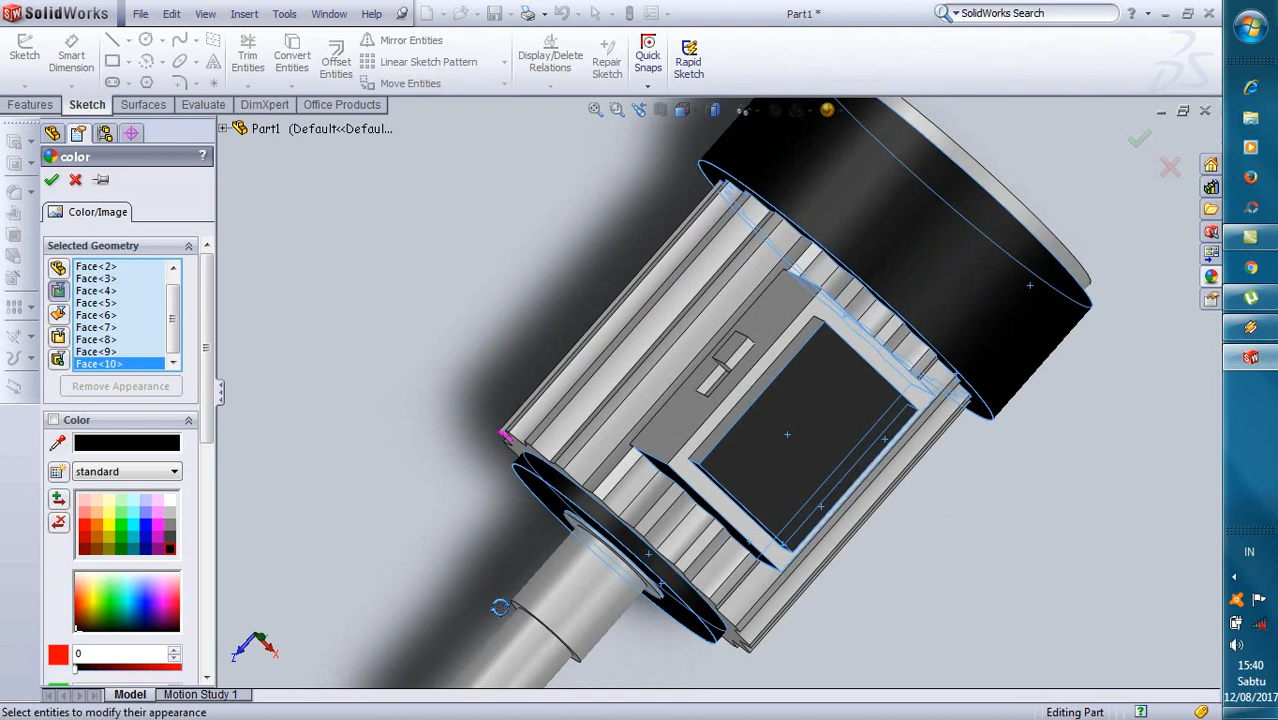 SW SolidWorks File Edit View Insert Tools Window Help Part1 * SolidWorks Search ?
Sketch Smart Dimension Trim Entities Convert Entities Offset Entities Mirror Entities Linear Sketch Pattern Move Entities Display/Delete Relations Repair Sketch Quick Snaps Rapid Sketch
Features Sketch Surfaces Evaluate DimXpert Office Products
Part1 (Default<<Defaul...
color ?
Color/Image
Selected Geometry
Face<2>
Face<3>
Face<4>
Face<5>
Face<6>
Face<7>
Face<8>
Face<9>
Face<10>
Remove Appearance
Color
standard
0
Z X
Model Motion Study 1
Select entities to modify their appearance Editing Part
IN
15:40
Sabtu
12/08/2017